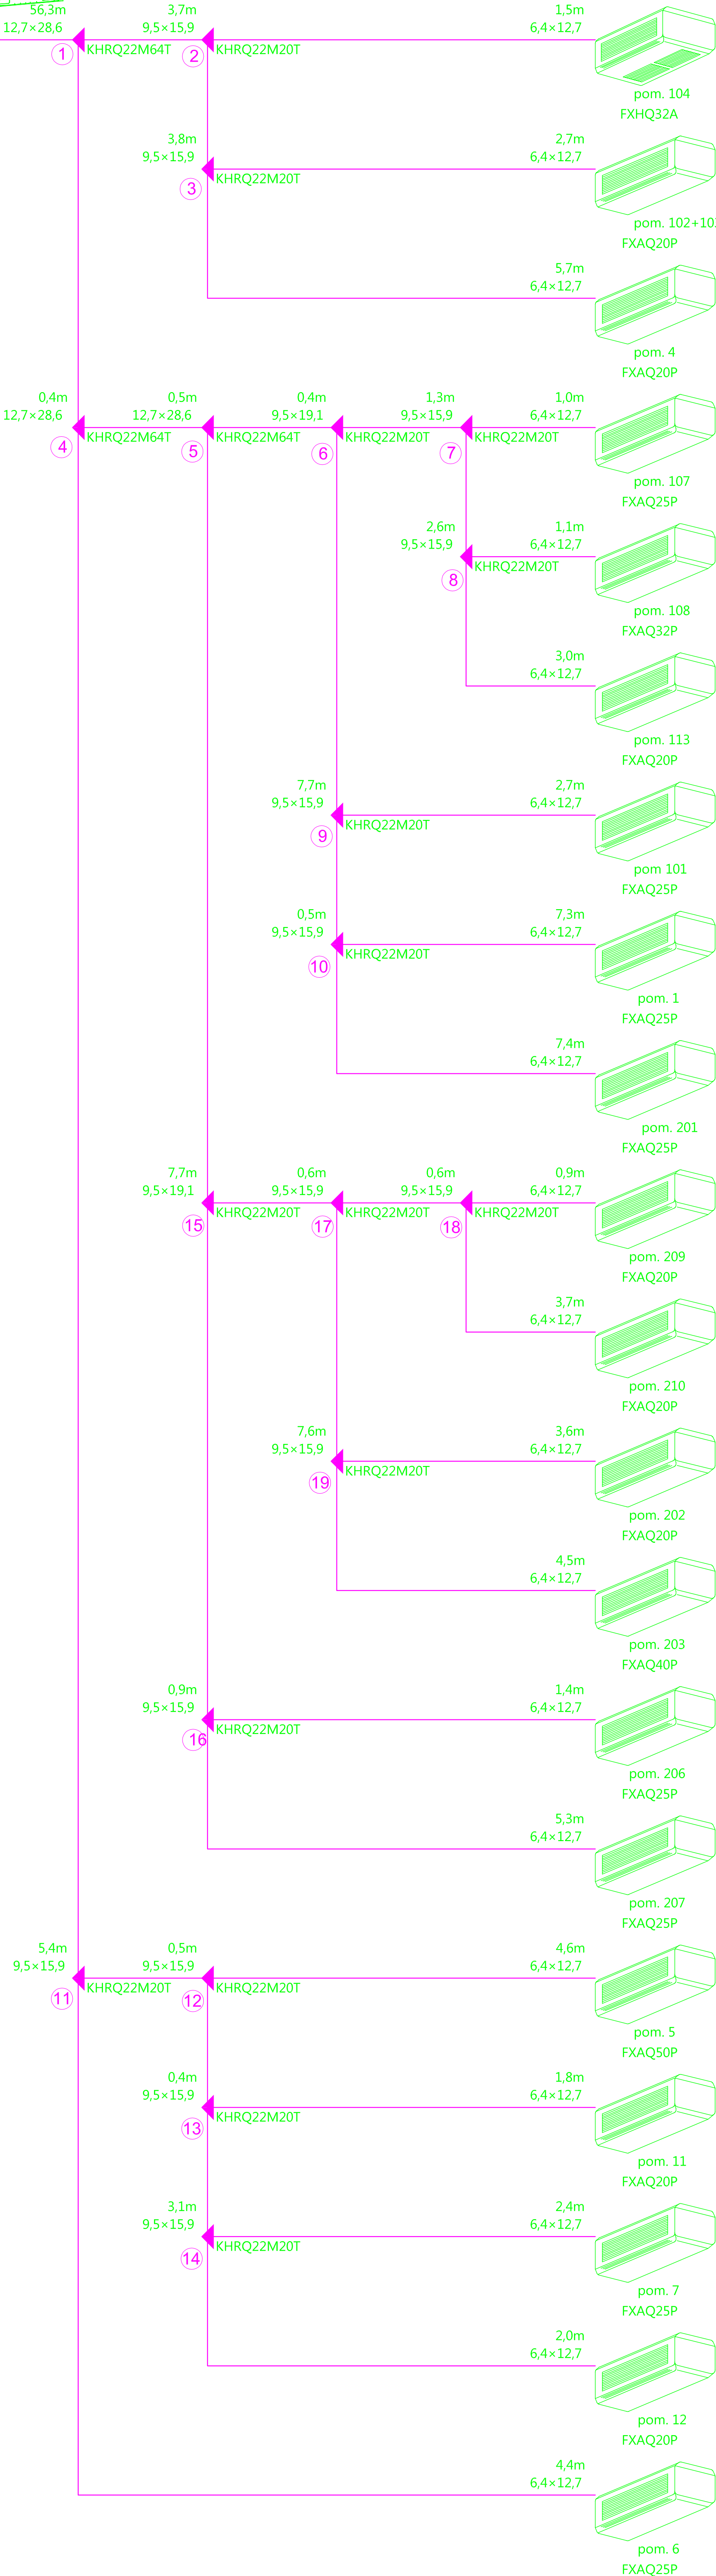 56,3m 3,7m 1,5m
12,7×28,6 9,5×15,9 6,4×12,7
1 KHRQ22M64T 2 KHRQ22M20T
pom. 104
FXHQ32A
3,8m 2,7m
9,5×15,9 6,4×12,7
3 KHRQ22M20T
pom. 102+10
FXAQ20P
5,7m
6,4×12,7
pom. 4
FXAQ20P
0,4m 0,5m 0,4m 1,3m 1,0m
12,7×28,6 12,7×28,6 9,5×19,1 9,5×15,9 6,4×12,7
4 KHRQ22M64T 5 KHRQ22M64T 6 KHRQ22M20T 7 KHRQ22M20T
pom. 107
FXAQ25P
2,6m 1,1m
9,5×15,9 6,4×12,7
8 KHRQ22M20T
pom. 108
FXAQ32P
3,0m
6,4×12,7
pom. 113
FXAQ20P
7,7m 2,7m
9,5×15,9 6,4×12,7
9 KHRQ22M20T
pom 101
FXAQ25P
0,5m 7,3m
9,5×15,9 6,4×12,7
10 KHRQ22M20T
pom. 1
FXAQ25P
7,4m
6,4×12,7
pom. 201
FXAQ25P
7,7m 0,6m 0,6m 0,9m
9,5×19,1 9,5×15,9 9,5×15,9 6,4×12,7
15 KHRQ22M20T 17 KHRQ22M20T 18 KHRQ22M20T
pom. 209
FXAQ20P
3,7m
6,4×12,7
pom. 210
FXAQ20P
7,6m 3,6m
9,5×15,9 6,4×12,7
19 KHRQ22M20T
pom. 202
FXAQ20P
4,5m
6,4×12,7
pom. 203
FXAQ40P
0,9m 1,4m
9,5×15,9 6,4×12,7
16 KHRQ22M20T
pom. 206
FXAQ25P
5,3m
6,4×12,7
pom. 207
FXAQ25P
5,4m 0,5m 4,6m
9,5×15,9 9,5×15,9 6,4×12,7
11 KHRQ22M20T 12 KHRQ22M20T
pom. 5
FXAQ50P
0,4m 1,8m
9,5×15,9 6,4×12,7
13 KHRQ22M20T
pom. 11
FXAQ20P
3,1m 2,4m
9,5×15,9 6,4×12,7
14 KHRQ22M20T
pom. 7
FXAQ25P
2,0m
6,4×12,7
pom. 12
FXAQ20P
4,4m
6,4×12,7
pom. 6
FXAQ25P